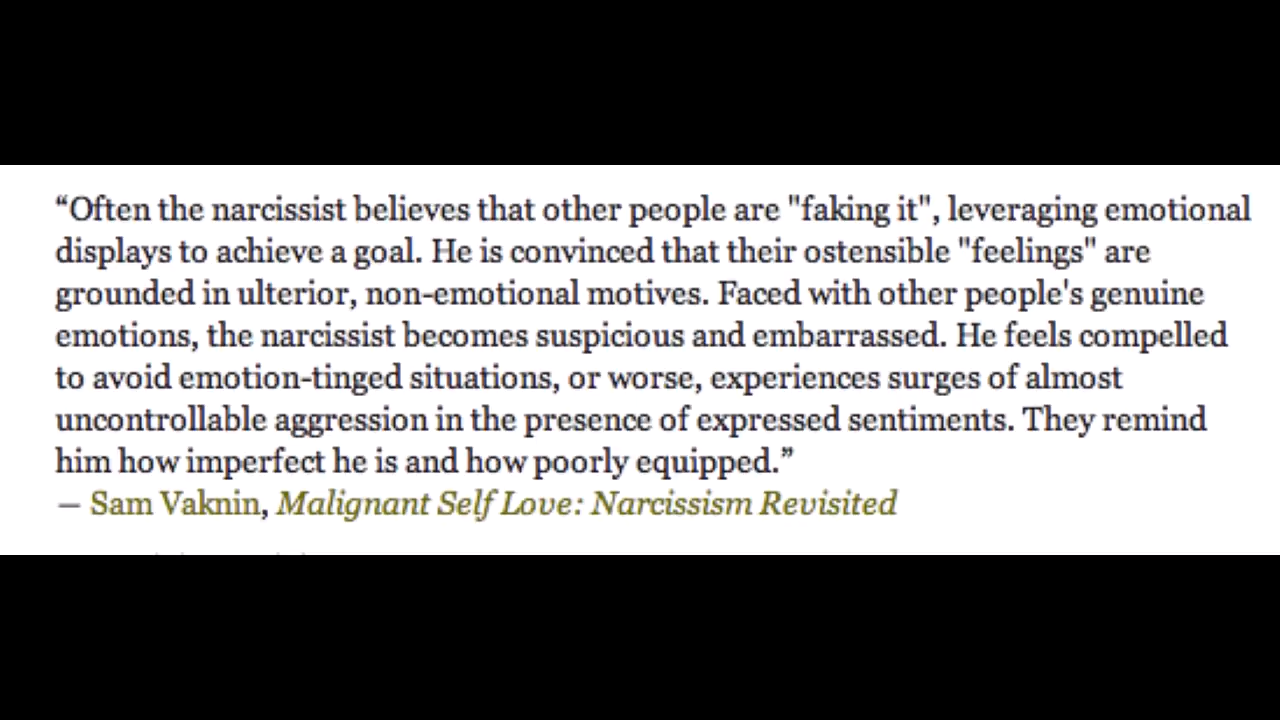 “Often the narcissist believes that other people are "faking it", leveraging emotional
displays to achieve a goal. He is convinced that their ostensible "feelings" are
grounded in ulterior, non-emotional motives. Faced with other people's genuine
emotions, the narcissist becomes suspicious and embarrassed. He feels compelled
to avoid emotion-tinged situations, or worse, experiences surges of almost
uncontrollable aggression in the presence of expressed sentiments. They remind
him how imperfect he is and how poorly equipped.”
— Sam Vaknin, Malignant Self Love: Narcissism Revisited